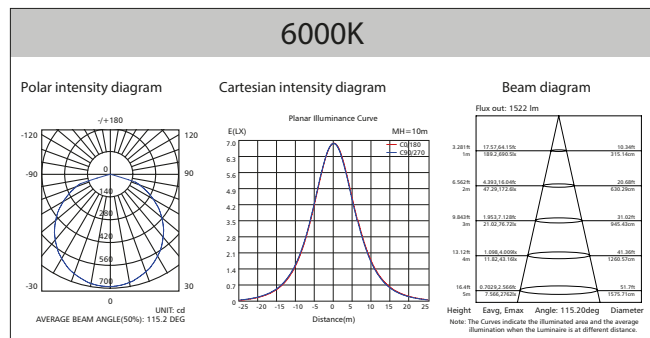 6000K
Polar intensity diagram
Cartesian intensity diagram
Beam diagram
-/+180
-120
120
-90
90
-30
30
0
0
140
280
420
560
700
UNIT: cd
AVERAGE BEAM ANGLE(50%): 115.2 DEG
Planar Illuminance Curve
E(LX)
MH=10m
C0/180
C90/270
7.0
6.3
5.6
4.9
4.2
3.5
2.8
2.1
1.4
0.7
0
-25 -20 -15 -10 -5 0 5 10 15 20 25
Distance(m)
Flux out: 1522 lm
3.281ft 17.57,64.15fc 10.34ft
1m 189.2,690.5lx 315.14cm
6.562ft 4.393,16.04fc 20.68ft
2m 47.29,172.6lx 630.29cm
9.843ft 1.953,7.128fc 31.02ft
3m 21.02,76.72lx 945.43cm
13.12ft 1.098,4.009fc 41.36ft
4m 11.82,43.16lx 1260.57cm
16.4ft 0.7029,2.566fc 51.7ft
5m 7.566,2762lx 1575.71cm
Height Eavg, Emax Angle: 115.20deg Diameter
Note: The Curves indicate the illuminated area and the average
illumination when the Luminaire is at different distance.